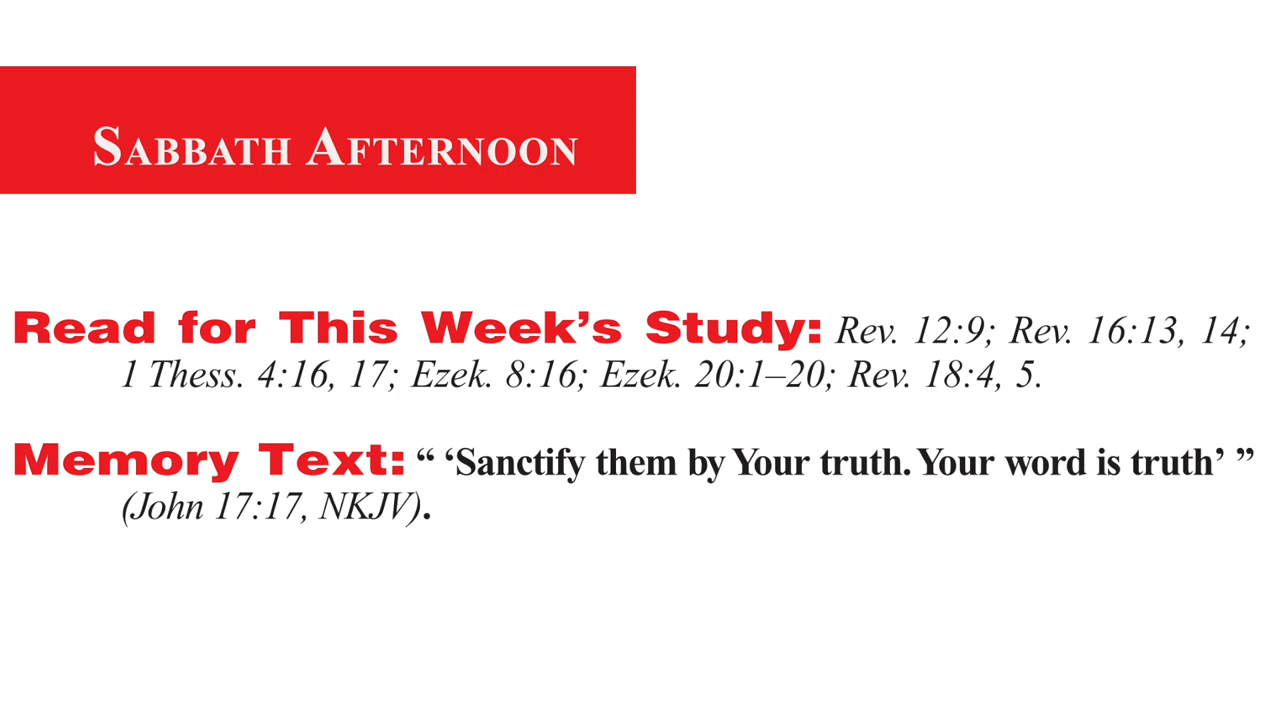 Sabbath Afternoon
Read for This Week’s Study: Rev. 12:9; Rev. 16:13, 14;
1 Thess. 4:16, 17; Ezek. 8:16; Ezek. 20:1–20; Rev. 18:4, 5.
Memory Text: “ ‘Sanctify them by Your truth. Your word is truth’ ”
(John 17:17, NKJV).